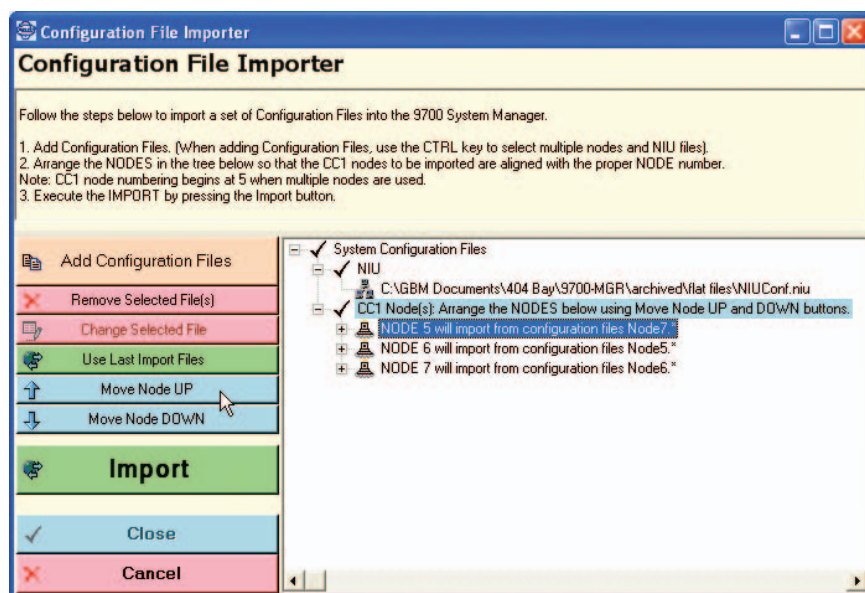 Configuration File Importer
Configuration File Importer
Follow the steps below to import a set of Configuration Files into the 9700 System Manager.
1. Add Configuration Files. (When adding Configuration Files, use the CTRL key to select multiple nodes and NIU files).
2. Arrange the NODES in the tree below so that the CC1 nodes to be imported are aligned with the proper NODE number.
Note: CC1 node numbering begins at 5 when multiple nodes are used.
3. Execute the IMPORT by pressing the Import button.
Add Configuration Files
Remove Selected File(s)
Change Selected File
Use Last Import Files
Move Node UP
Move Node DOWN
Import
Close
Cancel
System Configuration Files
NIU
C:\GBM Documents\404 Bay\9700-MGR\archived\flat files\NIUConf.niu
CC1 Node(s): Arrange the NODES below using Move Node UP and DOWN buttons.
NODE 5 will import from configuration files Node7.*
NODE 6 will import from configuration files Node5.*
NODE 7 will import from configuration files Node6.*